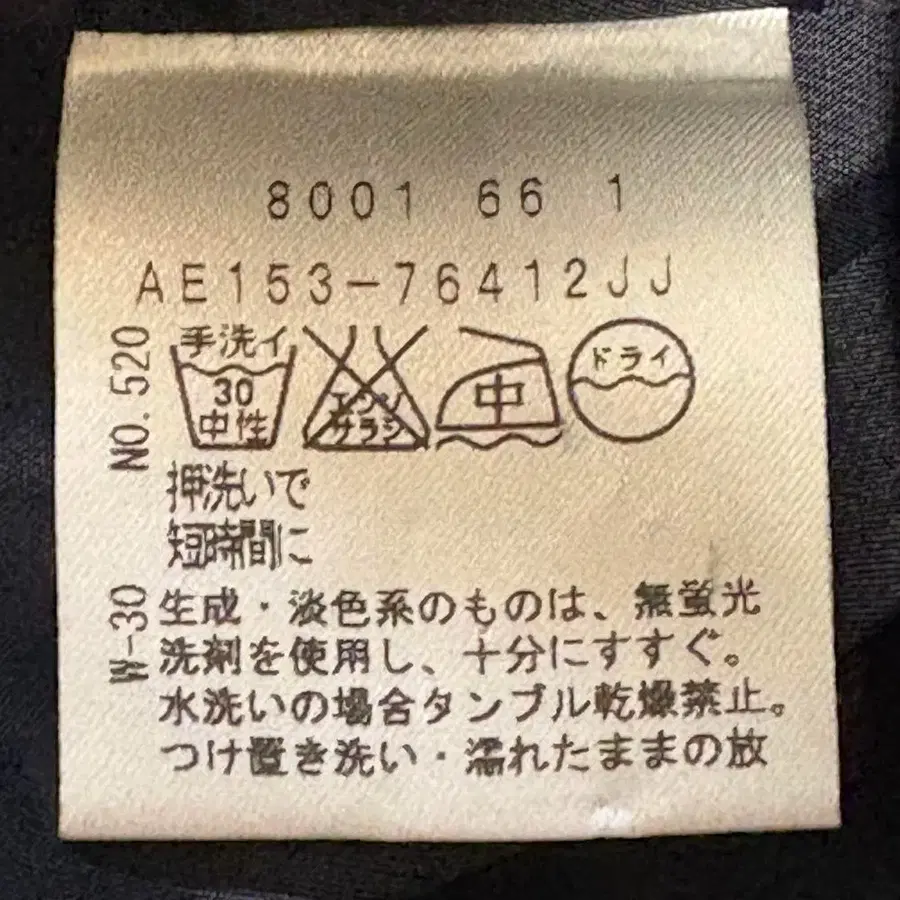 8001 66 1
AE153-76412JJ
NO.520
手洗イ
30
中性
エンソ
サラシ
中
ドライ
押洗いで
短時間に
W-30
生成・淡色系のものは、無蛍光
洗剤を使用し、十分にすすぐ。
水洗いの場合タンブル乾燥禁止。
つけ置き洗い・濡れたままの放